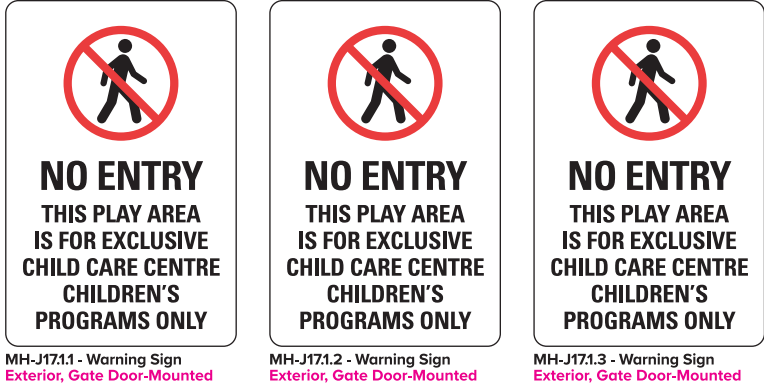 NO ENTRY
THIS PLAY AREA
IS FOR EXCLUSIVE
CHILD CARE CENTRE
CHILDREN'S
PROGRAMS ONLY
MH-J17.1.1 - Warning Sign
Exterior, Gate Door-Mounted
NO ENTRY
THIS PLAY AREA
IS FOR EXCLUSIVE
CHILD CARE CENTRE
CHILDREN'S
PROGRAMS ONLY
MH-J17.1.2 - Warning Sign
Exterior, Gate Door-Mounted
NO ENTRY
THIS PLAY AREA
IS FOR EXCLUSIVE
CHILD CARE CENTRE
CHILDREN'S
PROGRAMS ONLY
MH-J17.1.3 - Warning Sign
Exterior, Gate Door-Mounted